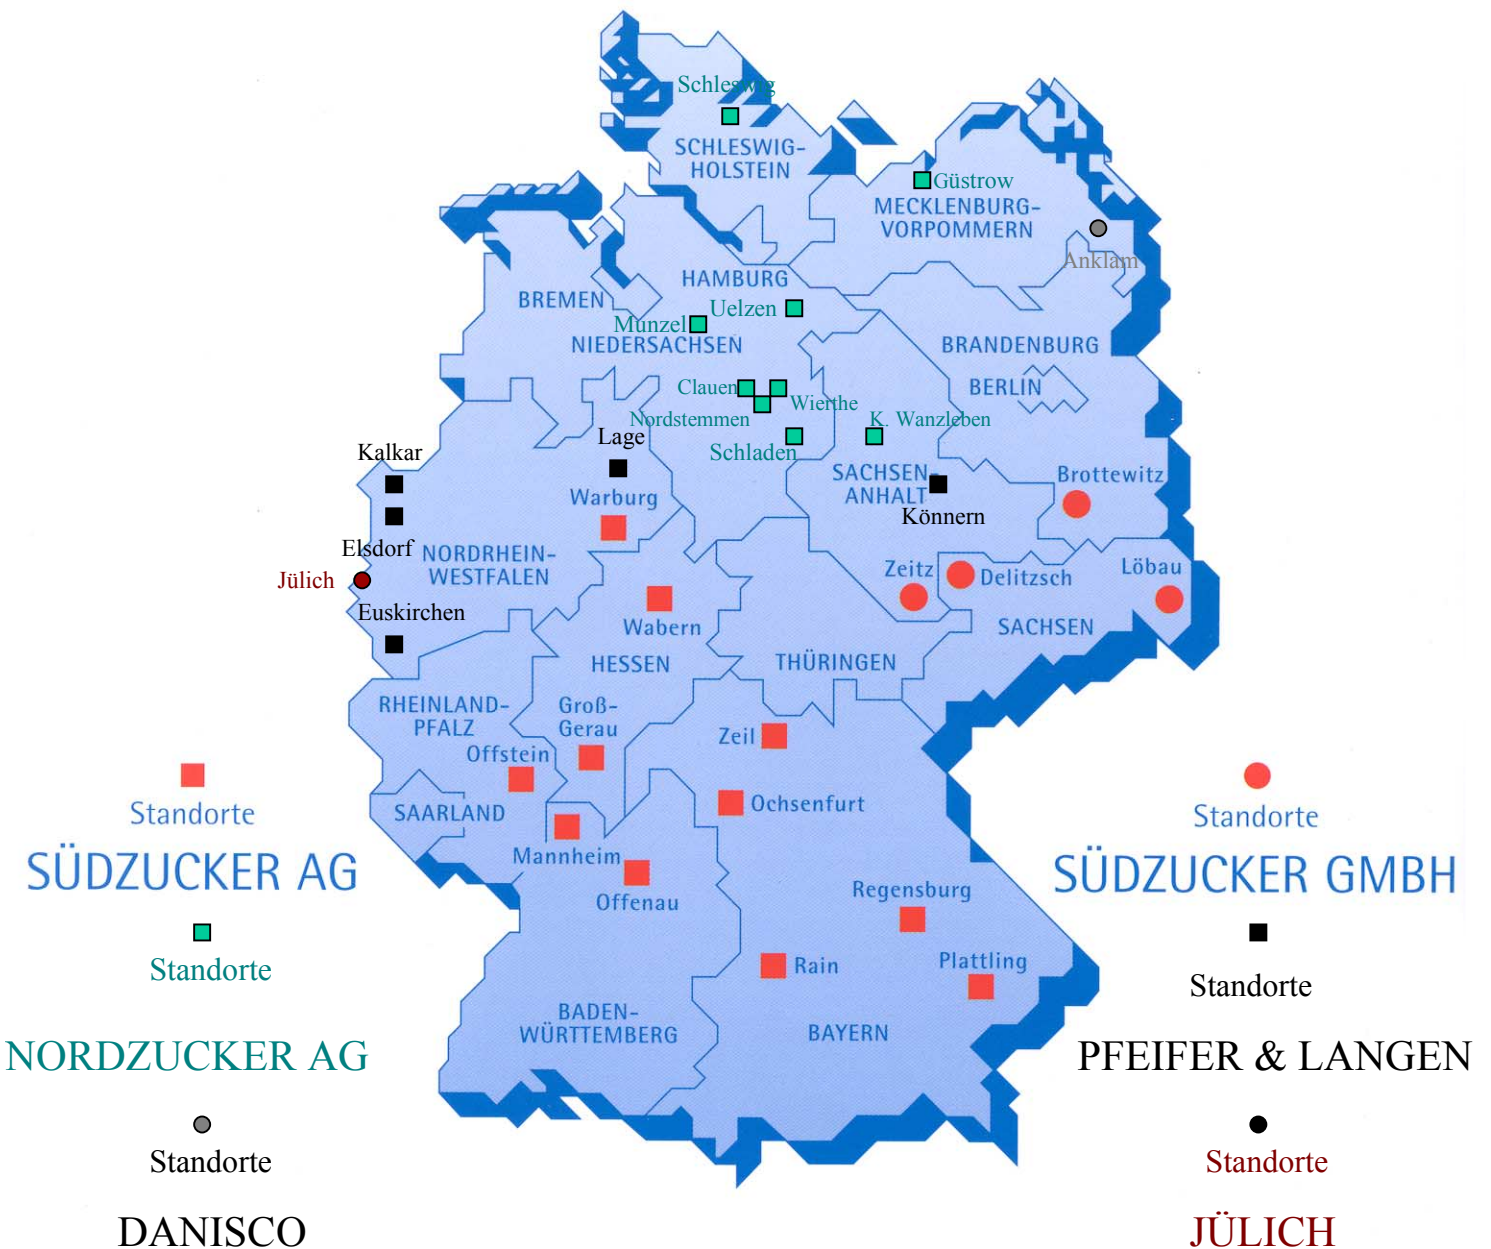 Schleswig
SCHLESWIG-
HOLSTEIN
Güstrow
MECKLENBURG-
VORPOMMERN
Anklam
HAMBURG
BREMEN
Uelzen
Munzel
NIEDERSACHSEN
BRANDENBURG
BERLIN
Clauen
Wierthe
Nordstemmen
K. Wanzleben
Schladen
Lage
Kalkar
SACHSEN-
ANHALT
Brottewitz
Warburg
Könnern
Elsdorf
NORDRHEIN-
WESTFALEN
Jülich
Zeitz
Delitzsch
Löbau
Euskirchen
Wabern
SACHSEN
HESSEN
THÜRINGEN
RHEINLAND-
PFALZ
Groß-
Gerau
Zeil
Offstein
Ochsenfurt
SAARLAND
Mannheim
Offenau
Regensburg
Rain
Plattling
BADEN-
WÜRTTEMBERG
BAYERN
Standorte
SÜDZUCKER AG
Standorte
NORDZUCKER AG
Standorte
DANISCO
Standorte
SÜDZUCKER GMBH
Standorte
PFEIFER & LANGEN
Standorte
JÜLICH